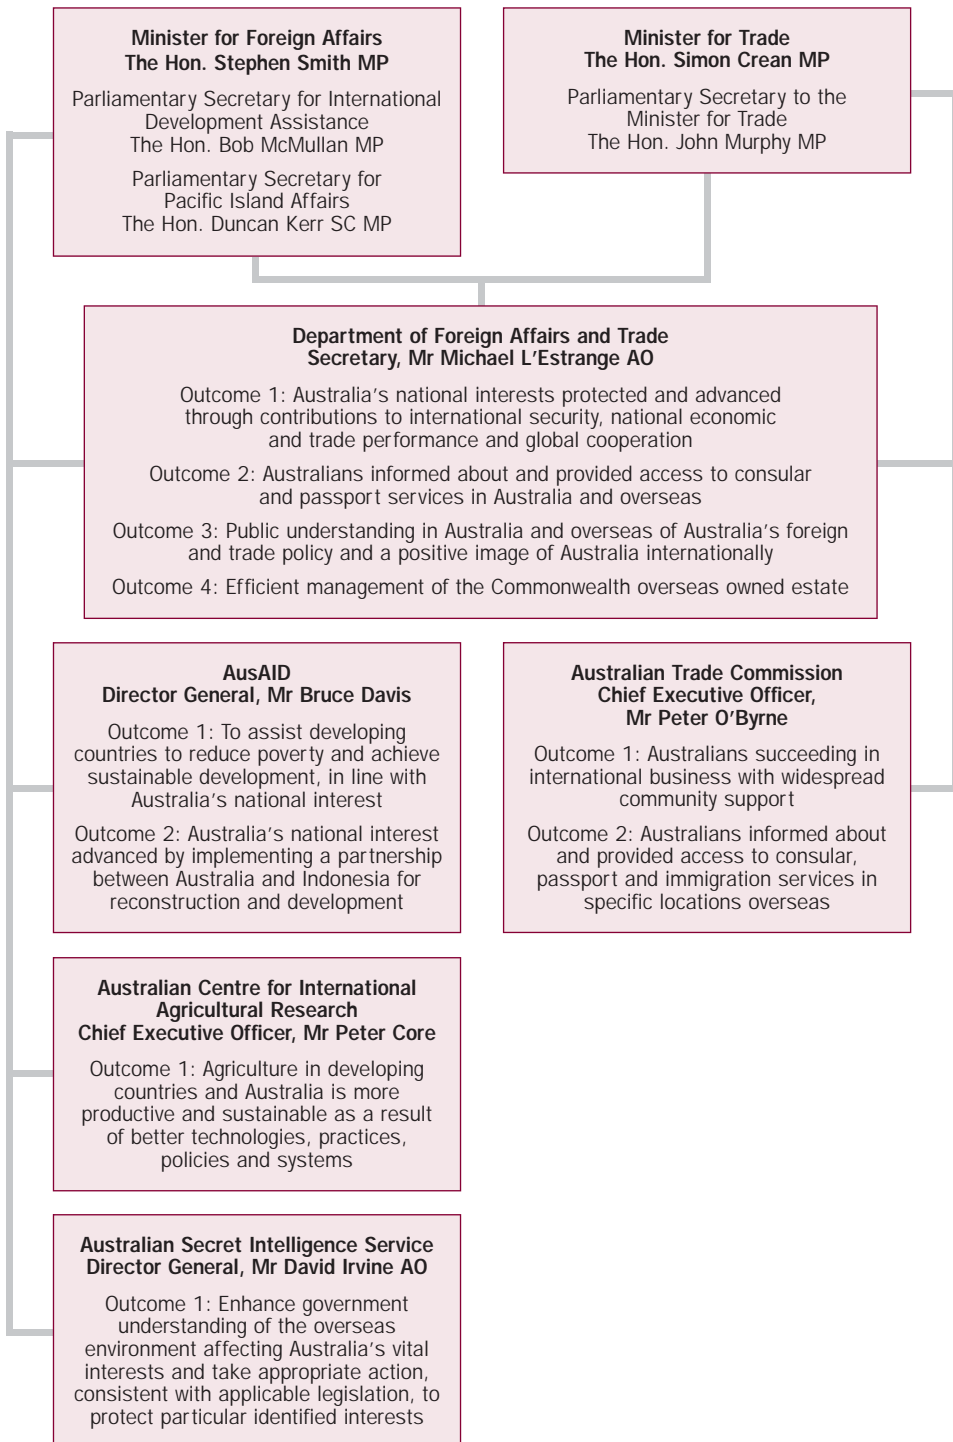 Minister for Foreign Affairs
The Hon. Stephen Smith MP
Parliamentary Secretary for International
Development Assistance
The Hon. Bob McMullan MP
Parliamentary Secretary for
Pacific Island Affairs
The Hon. Duncan Kerr SC MP
Minister for Trade
The Hon. Simon Crean MP
Parliamentary Secretary to the
Minister for Trade
The Hon. John Murphy MP
Department of Foreign Affairs and Trade
Secretary, Mr Michael L'Estrange AO
Outcome 1: Australia's national interests protected and advanced
through contributions to international security, national economic
and trade performance and global cooperation
Outcome 2: Australians informed about and provided access to consular
and passport services in Australia and overseas
Outcome 3: Public understanding in Australia and overseas of Australia's foreign
and trade policy and a positive image of Australia internationally
Outcome 4: Efficient management of the Commonwealth overseas owned estate
AusAID
Director General, Mr Bruce Davis
Outcome 1: To assist developing
countries to reduce poverty and achieve
sustainable development, in line with
Australia's national interest
Outcome 2: Australia's national interest
advanced by implementing a partnership
between Australia and Indonesia for
reconstruction and development
Australian Trade Commission
Chief Executive Officer,
Mr Peter O'Byrne
Outcome 1: Australians succeeding in
international business with widespread
community support
Outcome 2: Australians informed about
and provided access to consular,
passport and immigration services in
specific locations overseas
Australian Centre for International
Agricultural Research
Chief Executive Officer, Mr Peter Core
Outcome 1: Agriculture in developing
countries and Australia is more
productive and sustainable as a result
of better technologies, practices,
policies and systems
Australian Secret Intelligence Service
Director General, Mr David Irvine AO
Outcome 1: Enhance government
understanding of the overseas
environment affecting Australia's vital
interests and take appropriate action,
consistent with applicable legislation, to
protect particular identified interests